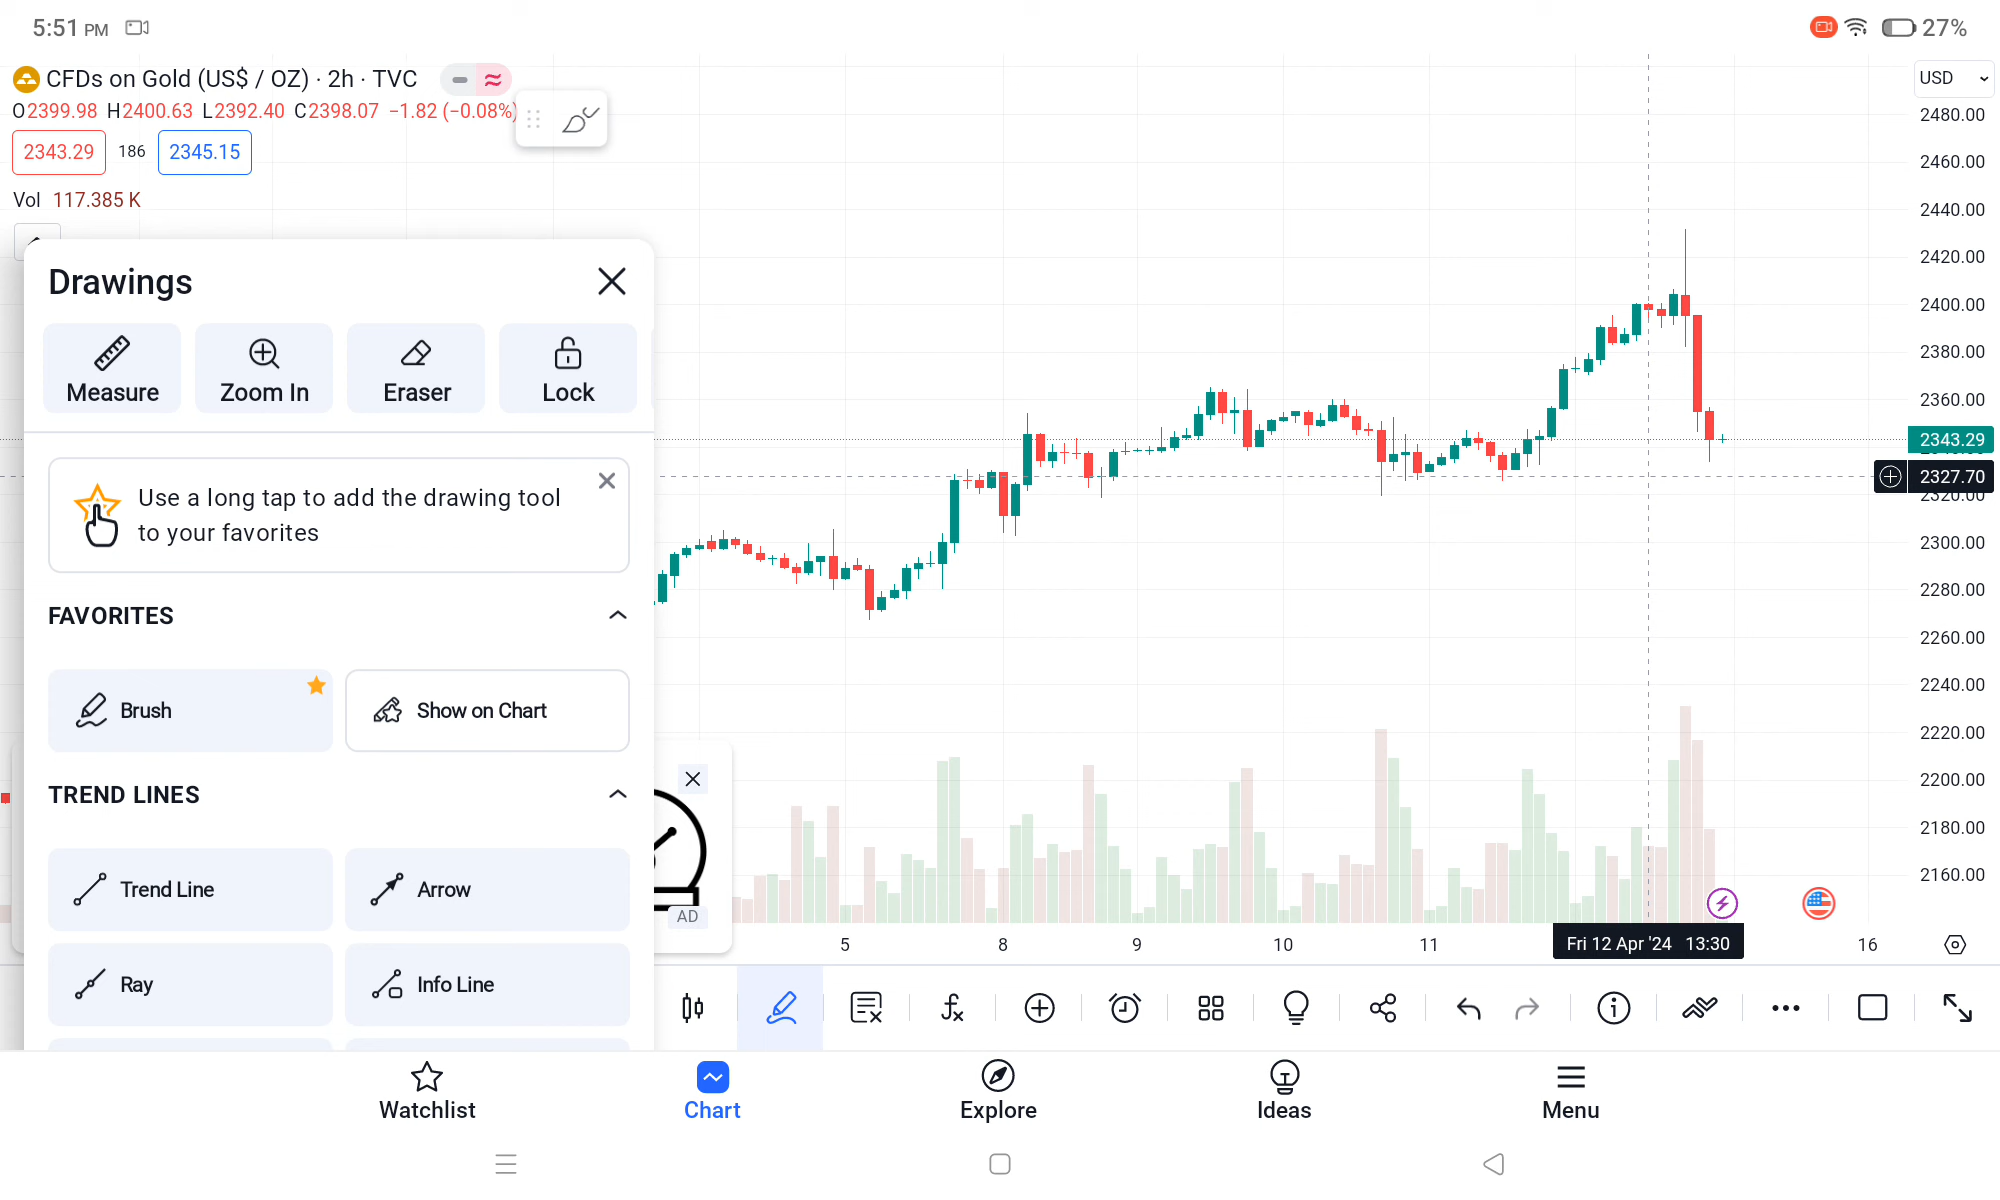 5:51 PM
27%
CFDs on Gold (US$ / OZ) · 2h · TVC
USD
O2399.98 H2400.63 L2392.40 C2398.07 −1.82 (−0.08%)
2343.29 186 2345.15
Vol 117.385 K
2480.00
2460.00
2440.00
2420.00
2400.00
2380.00
2360.00
2343.29
2327.70
2320.00
2300.00
2280.00
2260.00
2240.00
2220.00
2200.00
2180.00
2160.00
Drawings
Measure
Zoom In
Eraser
Lock
Use a long tap to add the drawing tool
to your favorites
FAVORITES
Brush
Show on Chart
TREND LINES
Trend Line
Arrow
Ray
Info Line
AD
5 8 9 10 11 Fri 12 Apr '24 13:30 16
Watchlist
Chart
Explore
Ideas
Menu